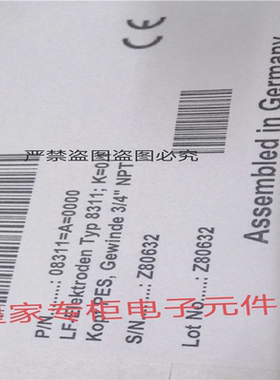 CE
严禁盗图盗图必究
Assembled in Germany
P/N ......: 08311=A=0000
LF-Elektroden Typ 8311; K=0
Kopf PES, Gewinde 3/4" NPT
S/N ......: Z80632
Lot No...: Z80632
家专柜电子元件